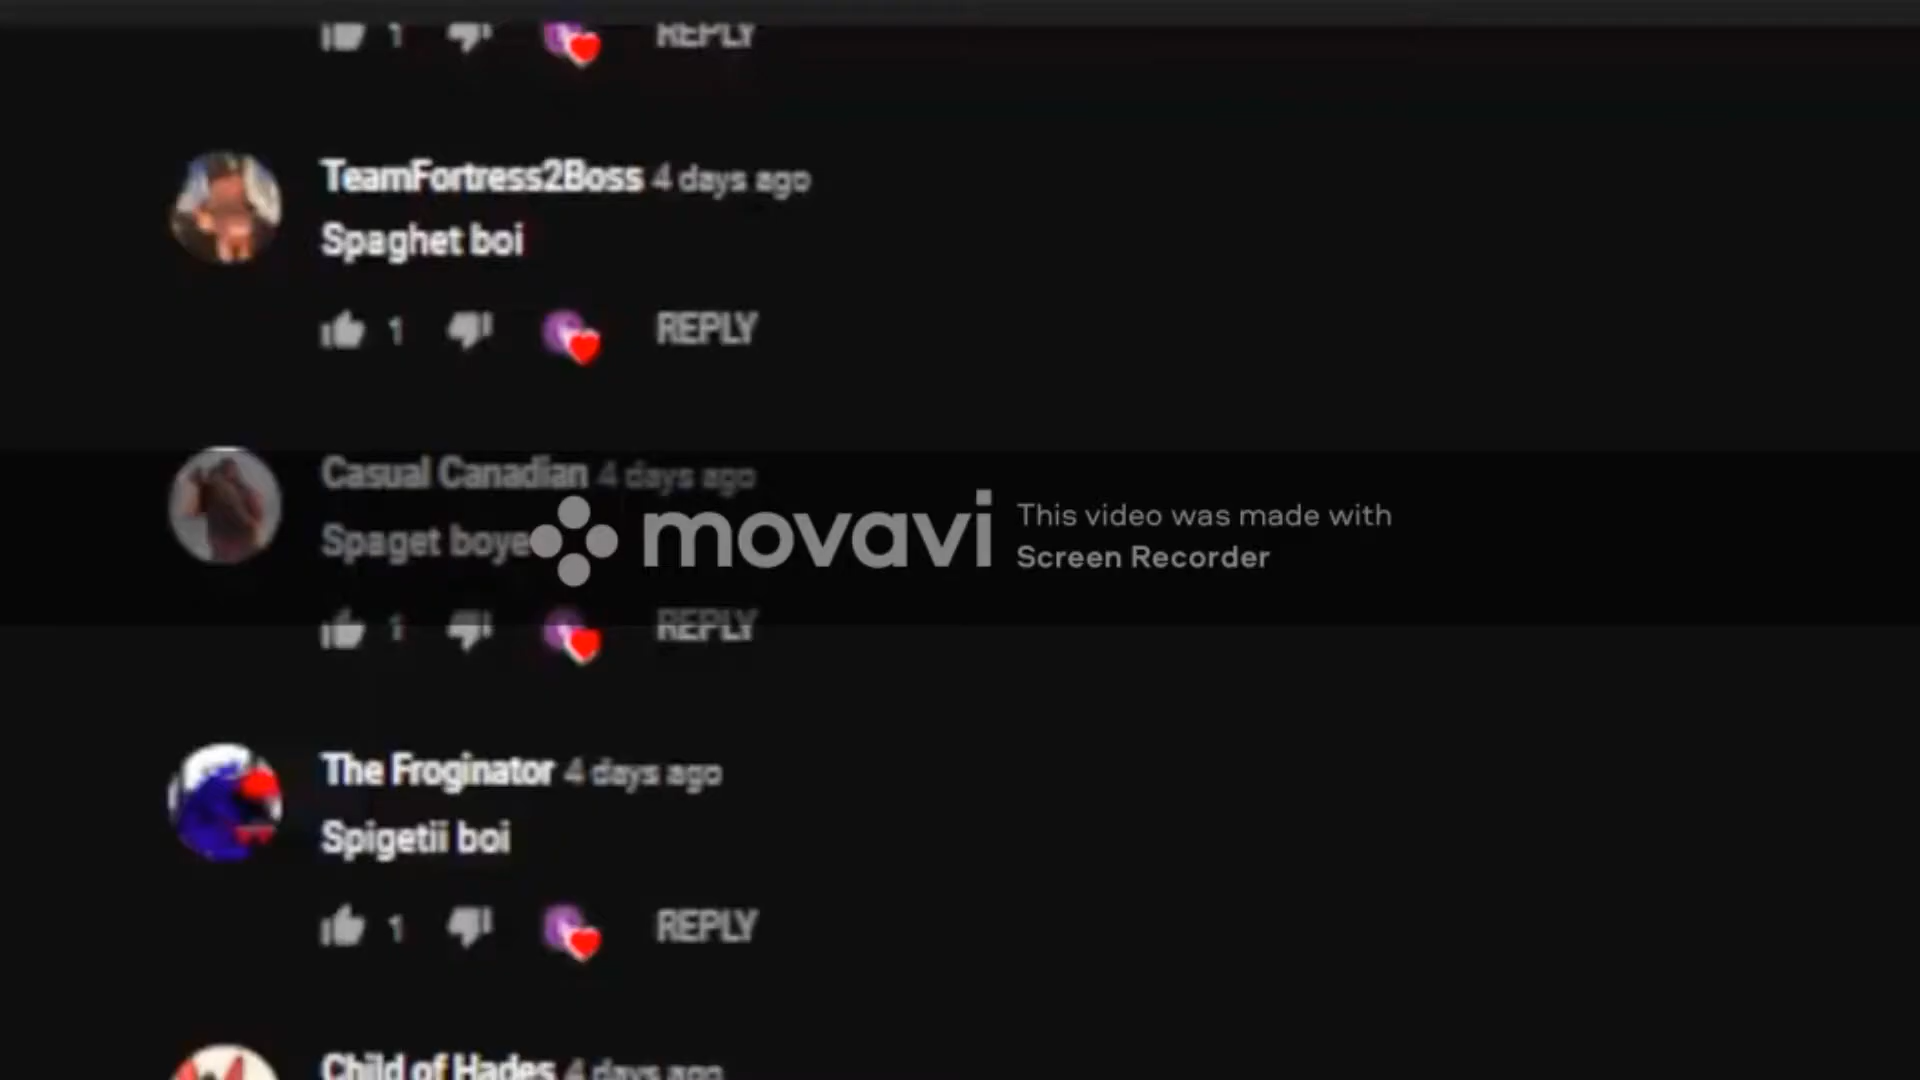 1 REPLY
TeamFortress2Boss 4 days ago
Spaghet boi
1 REPLY
Casual Canadian 4 days ago
Spaget boye
movavi
This video was made with
Screen Recorder
1 REPLY
The Froginator 4 days ago
Spigetii boi
1 REPLY
Child of Hades 4 days ago